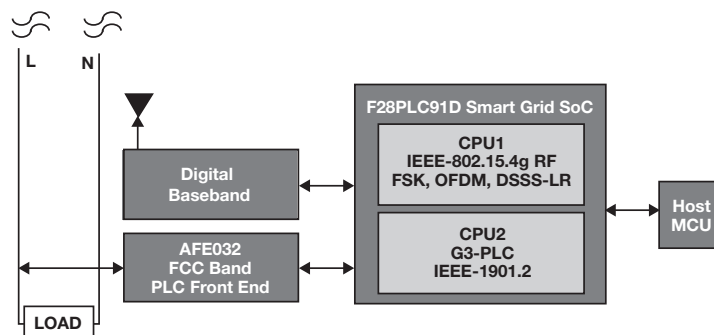 L
N
F28PLC91D Smart Grid SoC
CPU1
IEEE-802.15.4g RF
FSK, OFDM, DSSS-LR
Digital
Baseband
Host
MCU
CPU2
G3-PLC
IEEE-1901.2
AFE032
FCC Band
PLC Front End
LOAD